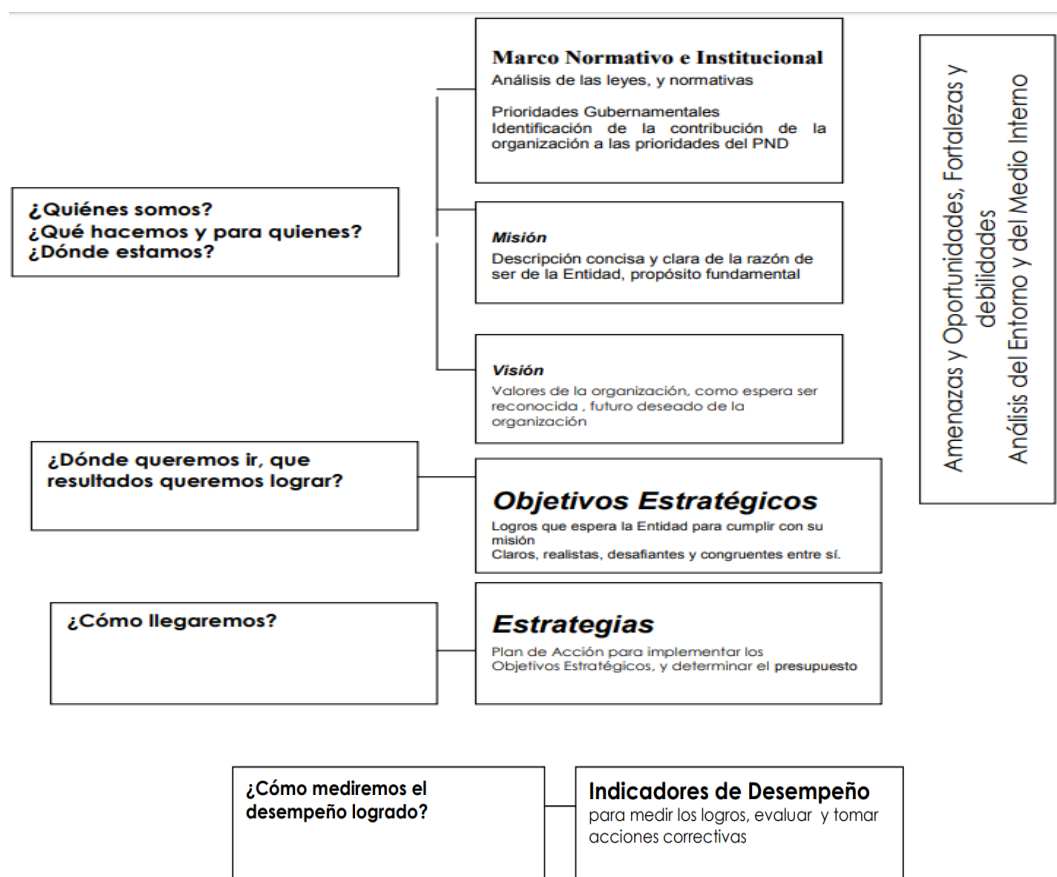 Marco Normativo e Institucional
Análisis de las leyes, y normativas
Prioridades Gubernamentales
Identificación de la contribución de la
organización a las prioridades del PND
¿Quiénes somos?
¿Qué hacemos y para quienes?
¿Dónde estamos?
Misión
Descripción concisa y clara de la razón de
ser de la Entidad, propósito fundamental
Visión
Valores de la organización, como espera ser
reconocida , futuro deseado de la
organización
Amenazas y Oportunidades, Fortalezas y
debilidades
Análisis del Entorno y del Medio Interno
¿Dónde queremos ir, que
resultados queremos lograr?
Objetivos Estratégicos
Logros que espera la Entidad para cumplir con su
misión
Claros, realistas, desafiantes y congruentes entre sí.
¿Cómo llegaremos?
Estrategias
Plan de Acción para implementar los
Objetivos Estratégicos, y determinar el presupuesto
¿Cómo mediremos el
desempeño logrado?
Indicadores de Desempeño
para medir los logros, evaluar y tomar
acciones correctivas